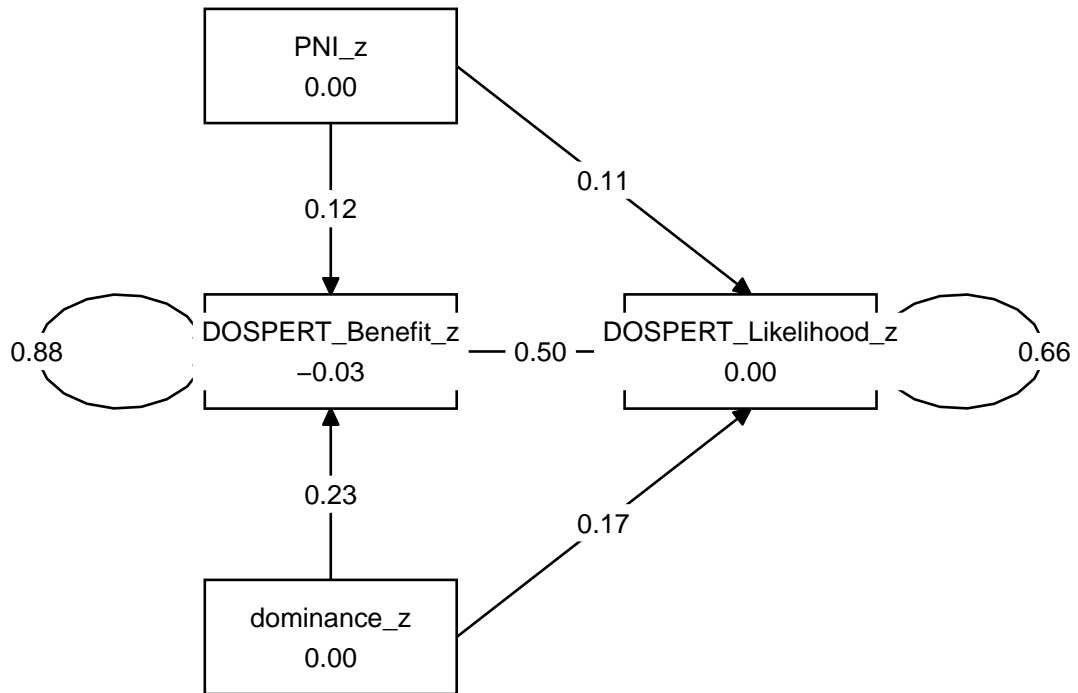 PNI_z
0.00
0.11
0.12
DOSPERT_Benefit_z
−0.03
0.50
DOSPERT_Likelihood_z
0.00
0.88
0.66
0.23
0.17
dominance_z
0.00